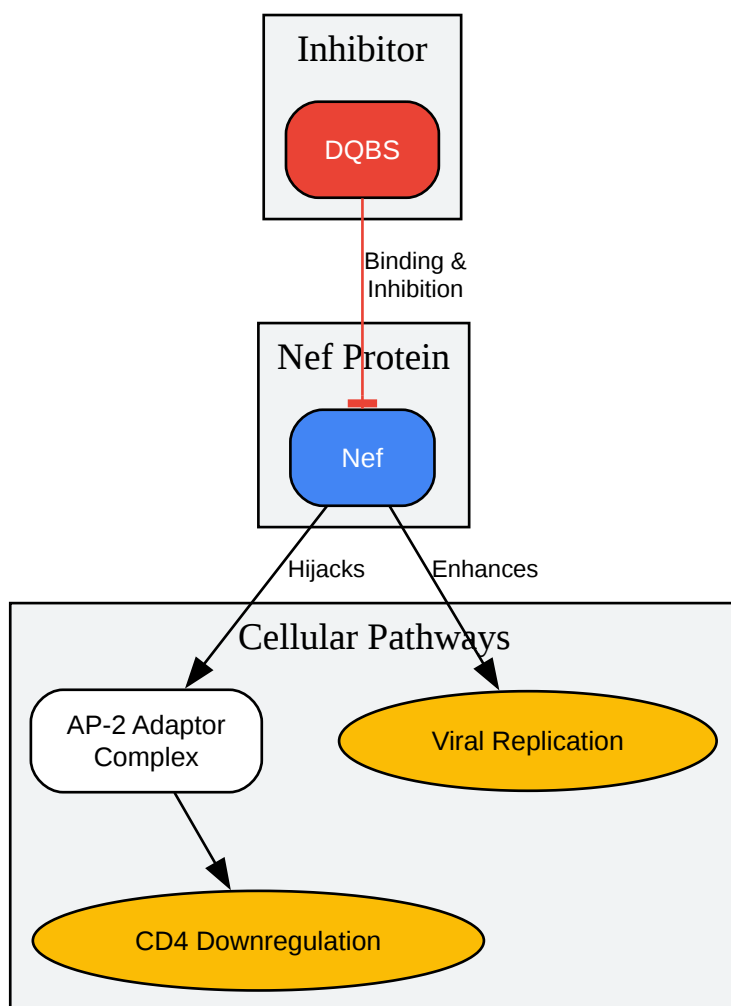 Inhibitor
DQBS
Binding &
Inhibition
Nef Protein
Nef
Hijacks
Enhances
Cellular Pathways
AP-2 Adaptor
Complex
Viral Replication
CD4 Downregulation